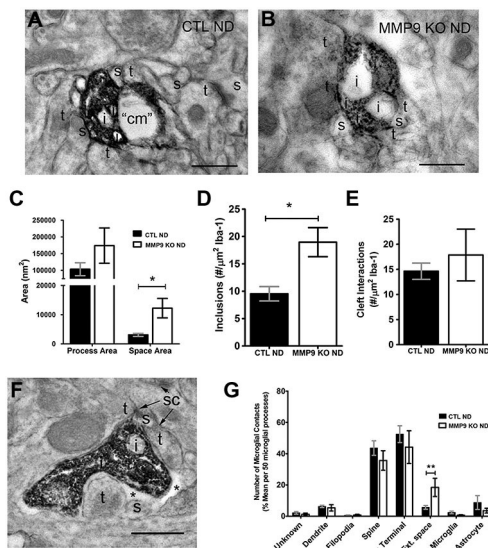 A
CTL ND
s
t
s
i
"cm"
s
t
i
t
t
B
MMP9 KO ND
t
i
t
i
t
s
s
t
C
Area (nm²)
250000
200000
150000
100000
50000
20000
10000
0
CTL ND
MMP9 KO ND
*
Process Area
Space Area
D
Inclusions (#/µm² Iba-1)
25
20
15
10
5
0
*
CTL ND
MMP9 KO ND
E
Cleft Interactions
(#/µm² Iba-1)
25
20
15
10
5
0
CTL ND
MMP9 KO ND
F
sc
t
s
t
i
t
*
*
s
G
Number of Microglial Contacts
(% Mean per 50 microglial processes)
80
60
40
20
0
CTL ND
MMP9 KO ND
**
Unknown
Dendrite
Filopodia
Spine
Terminal
Ext. space
Microglia
Astrocyte